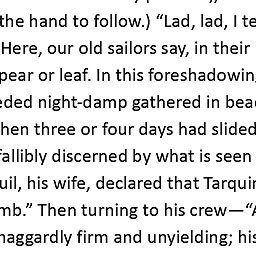 the hand to follow.) “Lad, lad, I te
Here, our old sailors say, in their
pear or leaf. In this foreshadowin
eded night-damp gathered in bea
hen three or four days had slided
fallibly discerned by what is seen
uil, his wife, declared that Tarquin
mb.” Then turning to his crew—“A
haggardly firm and unyielding; his